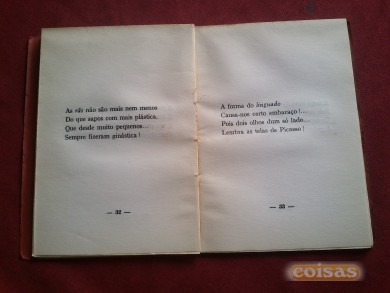 As rãs não são mais nem menos
Do que sapos com mais plástica,
Que desde muito pequenos...
Sempre fizeram ginástica!
— 32 —
A forma do linguado
Causa-nos certo embaraço!...
Pois dois olhos dum só lado...
Lembra as telas de Picasso!
— 33 —
coisas